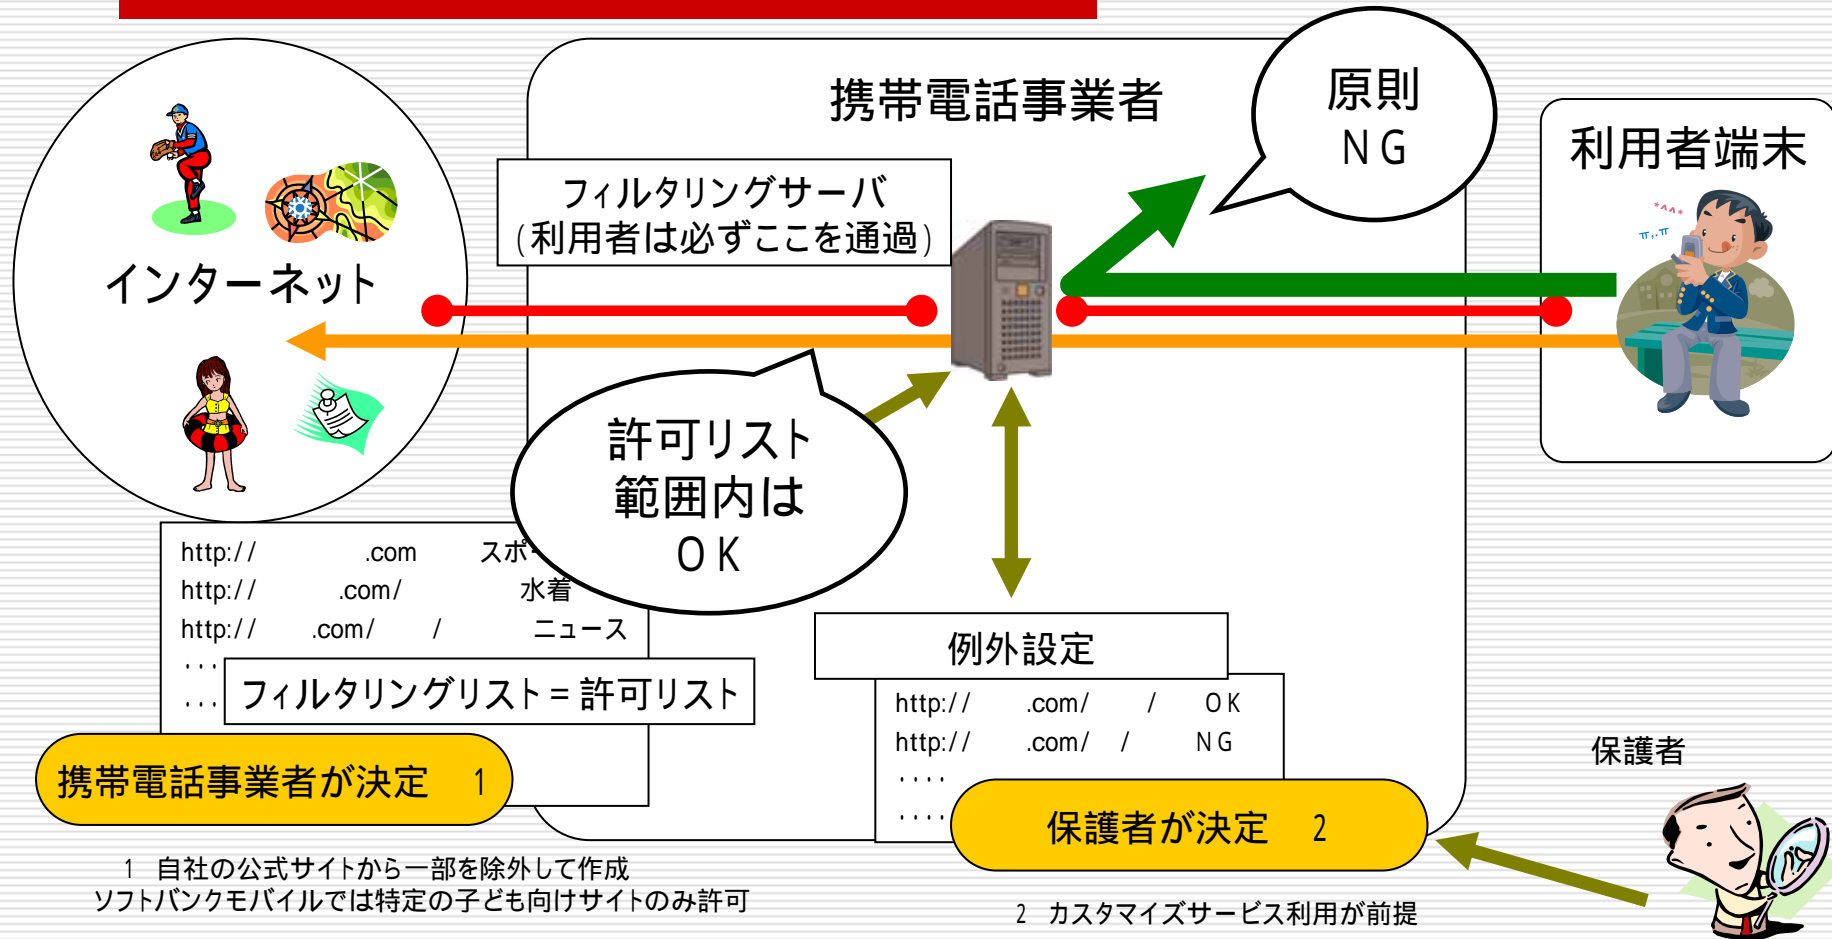 携帯電話事業者
原則
NG
利用者端末
*^^*
π,.π
フィルタリングサーバ
(利用者は必ずここを通過)
インターネット
許可リスト
範囲内は
OK
http:// .com スポー
http:// .com/ 水着
http:// .com/ / ニュース
....
....
フィルタリングリスト=許可リスト
携帯電話事業者が決定 1
例外設定
http:// .com/ / OK
http:// .com/ / NG
....
....
保護者が決定 2
保護者
1 自社の公式サイトから一部を除外して作成
ソフトバンクモバイルでは特定の子ども向けサイトのみ許可
2 カスタマイズサービス利用が前提